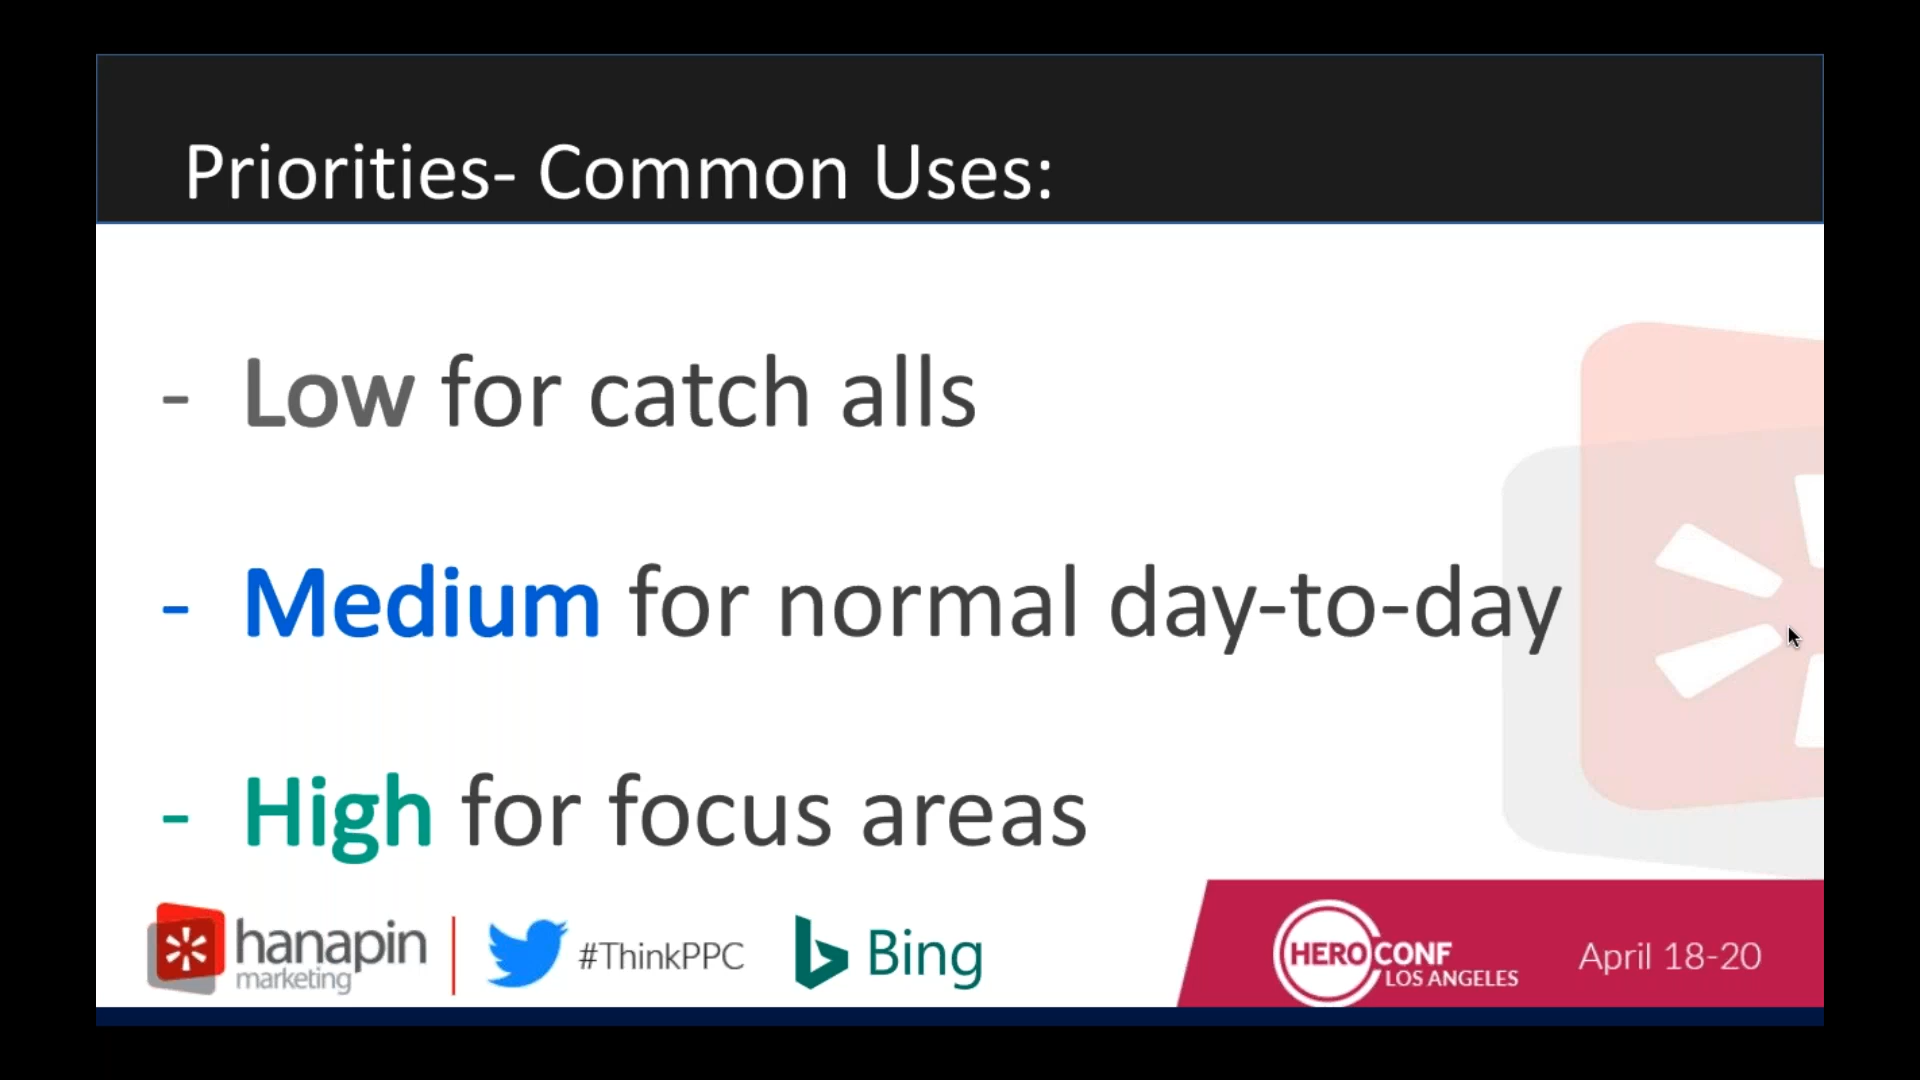 Priorities- Common Uses:
- Low for catch alls
- Medium for normal day-to-day
- High for focus areas
hanapin
marketing
#ThinkPPC
Bing
HERO CONF
LOS ANGELES
April 18-20